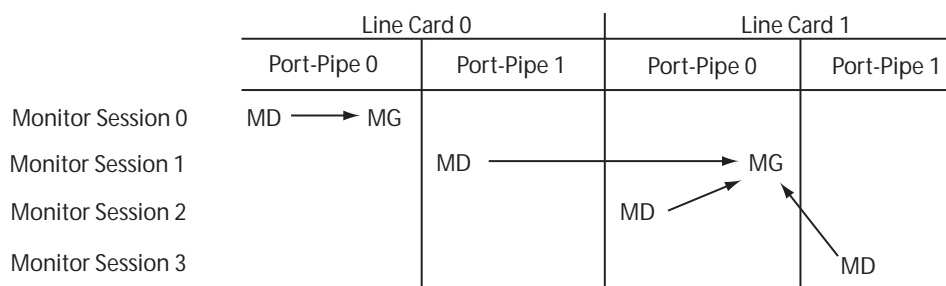 Line Card 0 Line Card 1
Port-Pipe 0 Port-Pipe 1 Port-Pipe 0 Port-Pipe 1
Monitor Session 0 MD MG
Monitor Session 1 MD MG
Monitor Session 2 MD
Monitor Session 3 MD